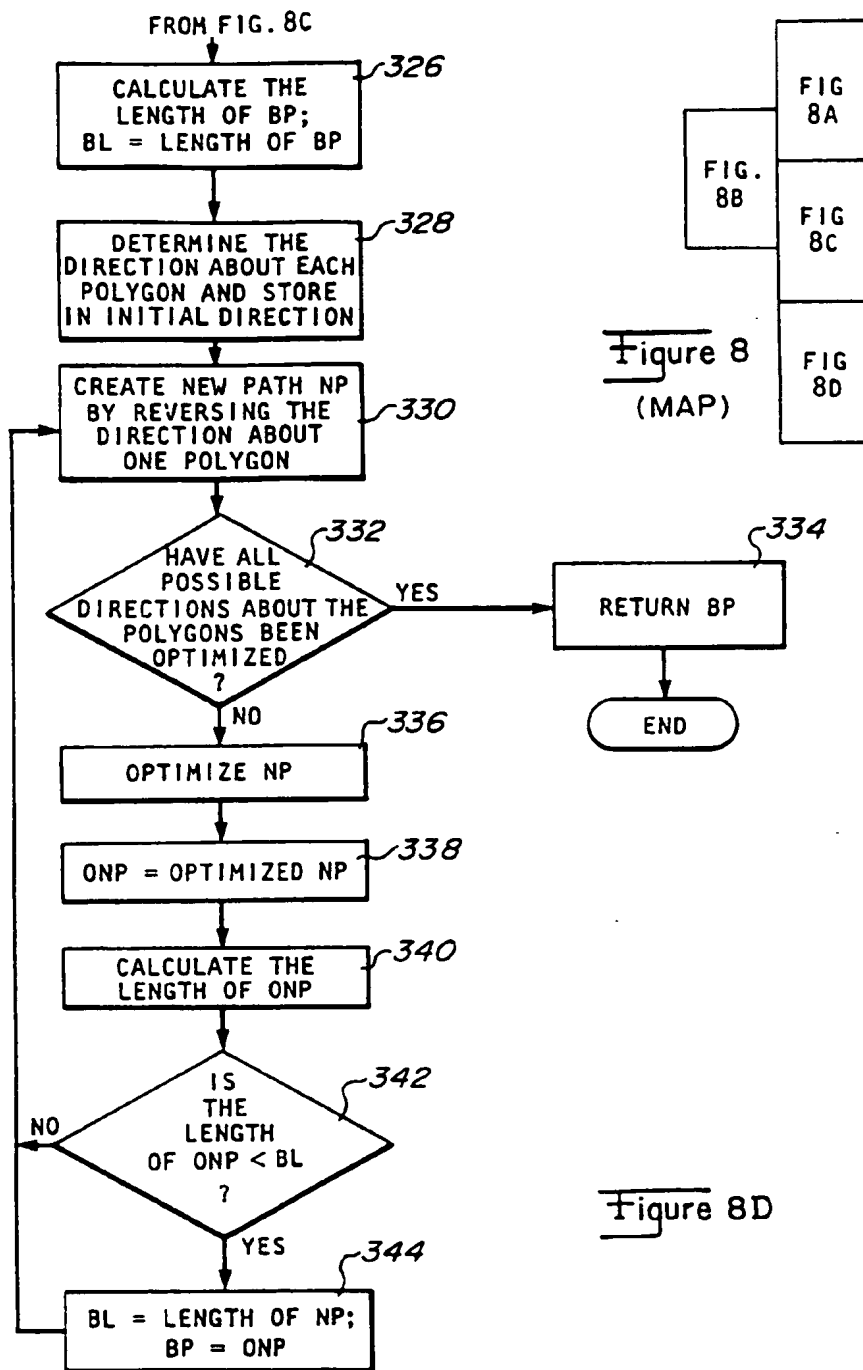 FROM FIG. 8C
326
CALCULATE THE
LENGTH OF BP;
BL = LENGTH OF BP
328
DETERMINE THE
DIRECTION ABOUT EACH
POLYGON AND STORE
IN INITIAL DIRECTION
CREATE NEW PATH NP
BY REVERSING THE
DIRECTION ABOUT
ONE POLYGON
330
332
HAVE ALL
POSSIBLE
DIRECTIONS ABOUT THE
POLYGONS BEEN
OPTIMIZED
?
YES
334
RETURN BP
END
NO
336
OPTIMIZE NP
338
ONP = OPTIMIZED NP
340
CALCULATE THE
LENGTH OF ONP
342
IS
THE
LENGTH
OF ONP < BL
?
NO
YES
344
BL = LENGTH OF NP;
BP = ONP
FIG
8A
FIG.
8B
FIG
8C
FIG
8D
Figure 8
(MAP)
Figure 8D